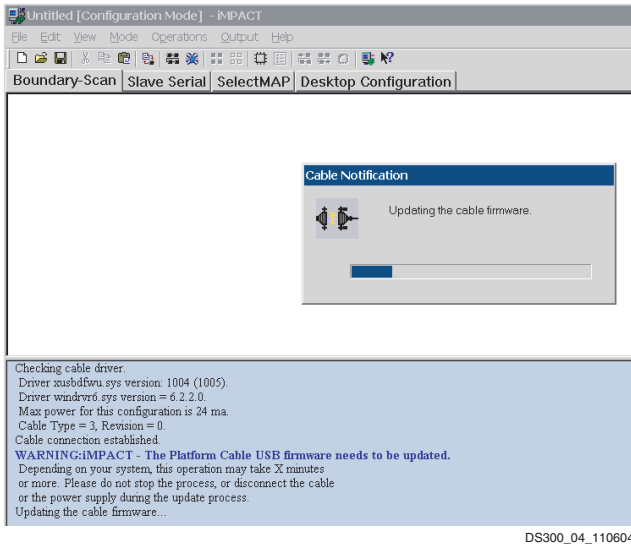 Untitled [Configuration Mode] - iMPACT
File Edit View Mode Operations Output Help
Boundary-Scan Slave Serial SelectMAP Desktop Configuration
Cable Notification
Updating the cable firmware.
Checking cable driver.
Driver xusbdfwu.sys version: 1004 (1005).
Driver windrvr6.sys version = 6.2.2.0.
Max power for this configuration is 24 ma.
Cable Type = 3, Revision = 0.
Cable connection established.
WARNING:iMPACT - The Platform Cable USB firmware needs to be updated.
Depending on your system, this operation may take X minutes
or more. Please do not stop the process, or disconnect the cable
or the power supply during the update process.
Updating the cable firmware...
DS300_04_110604